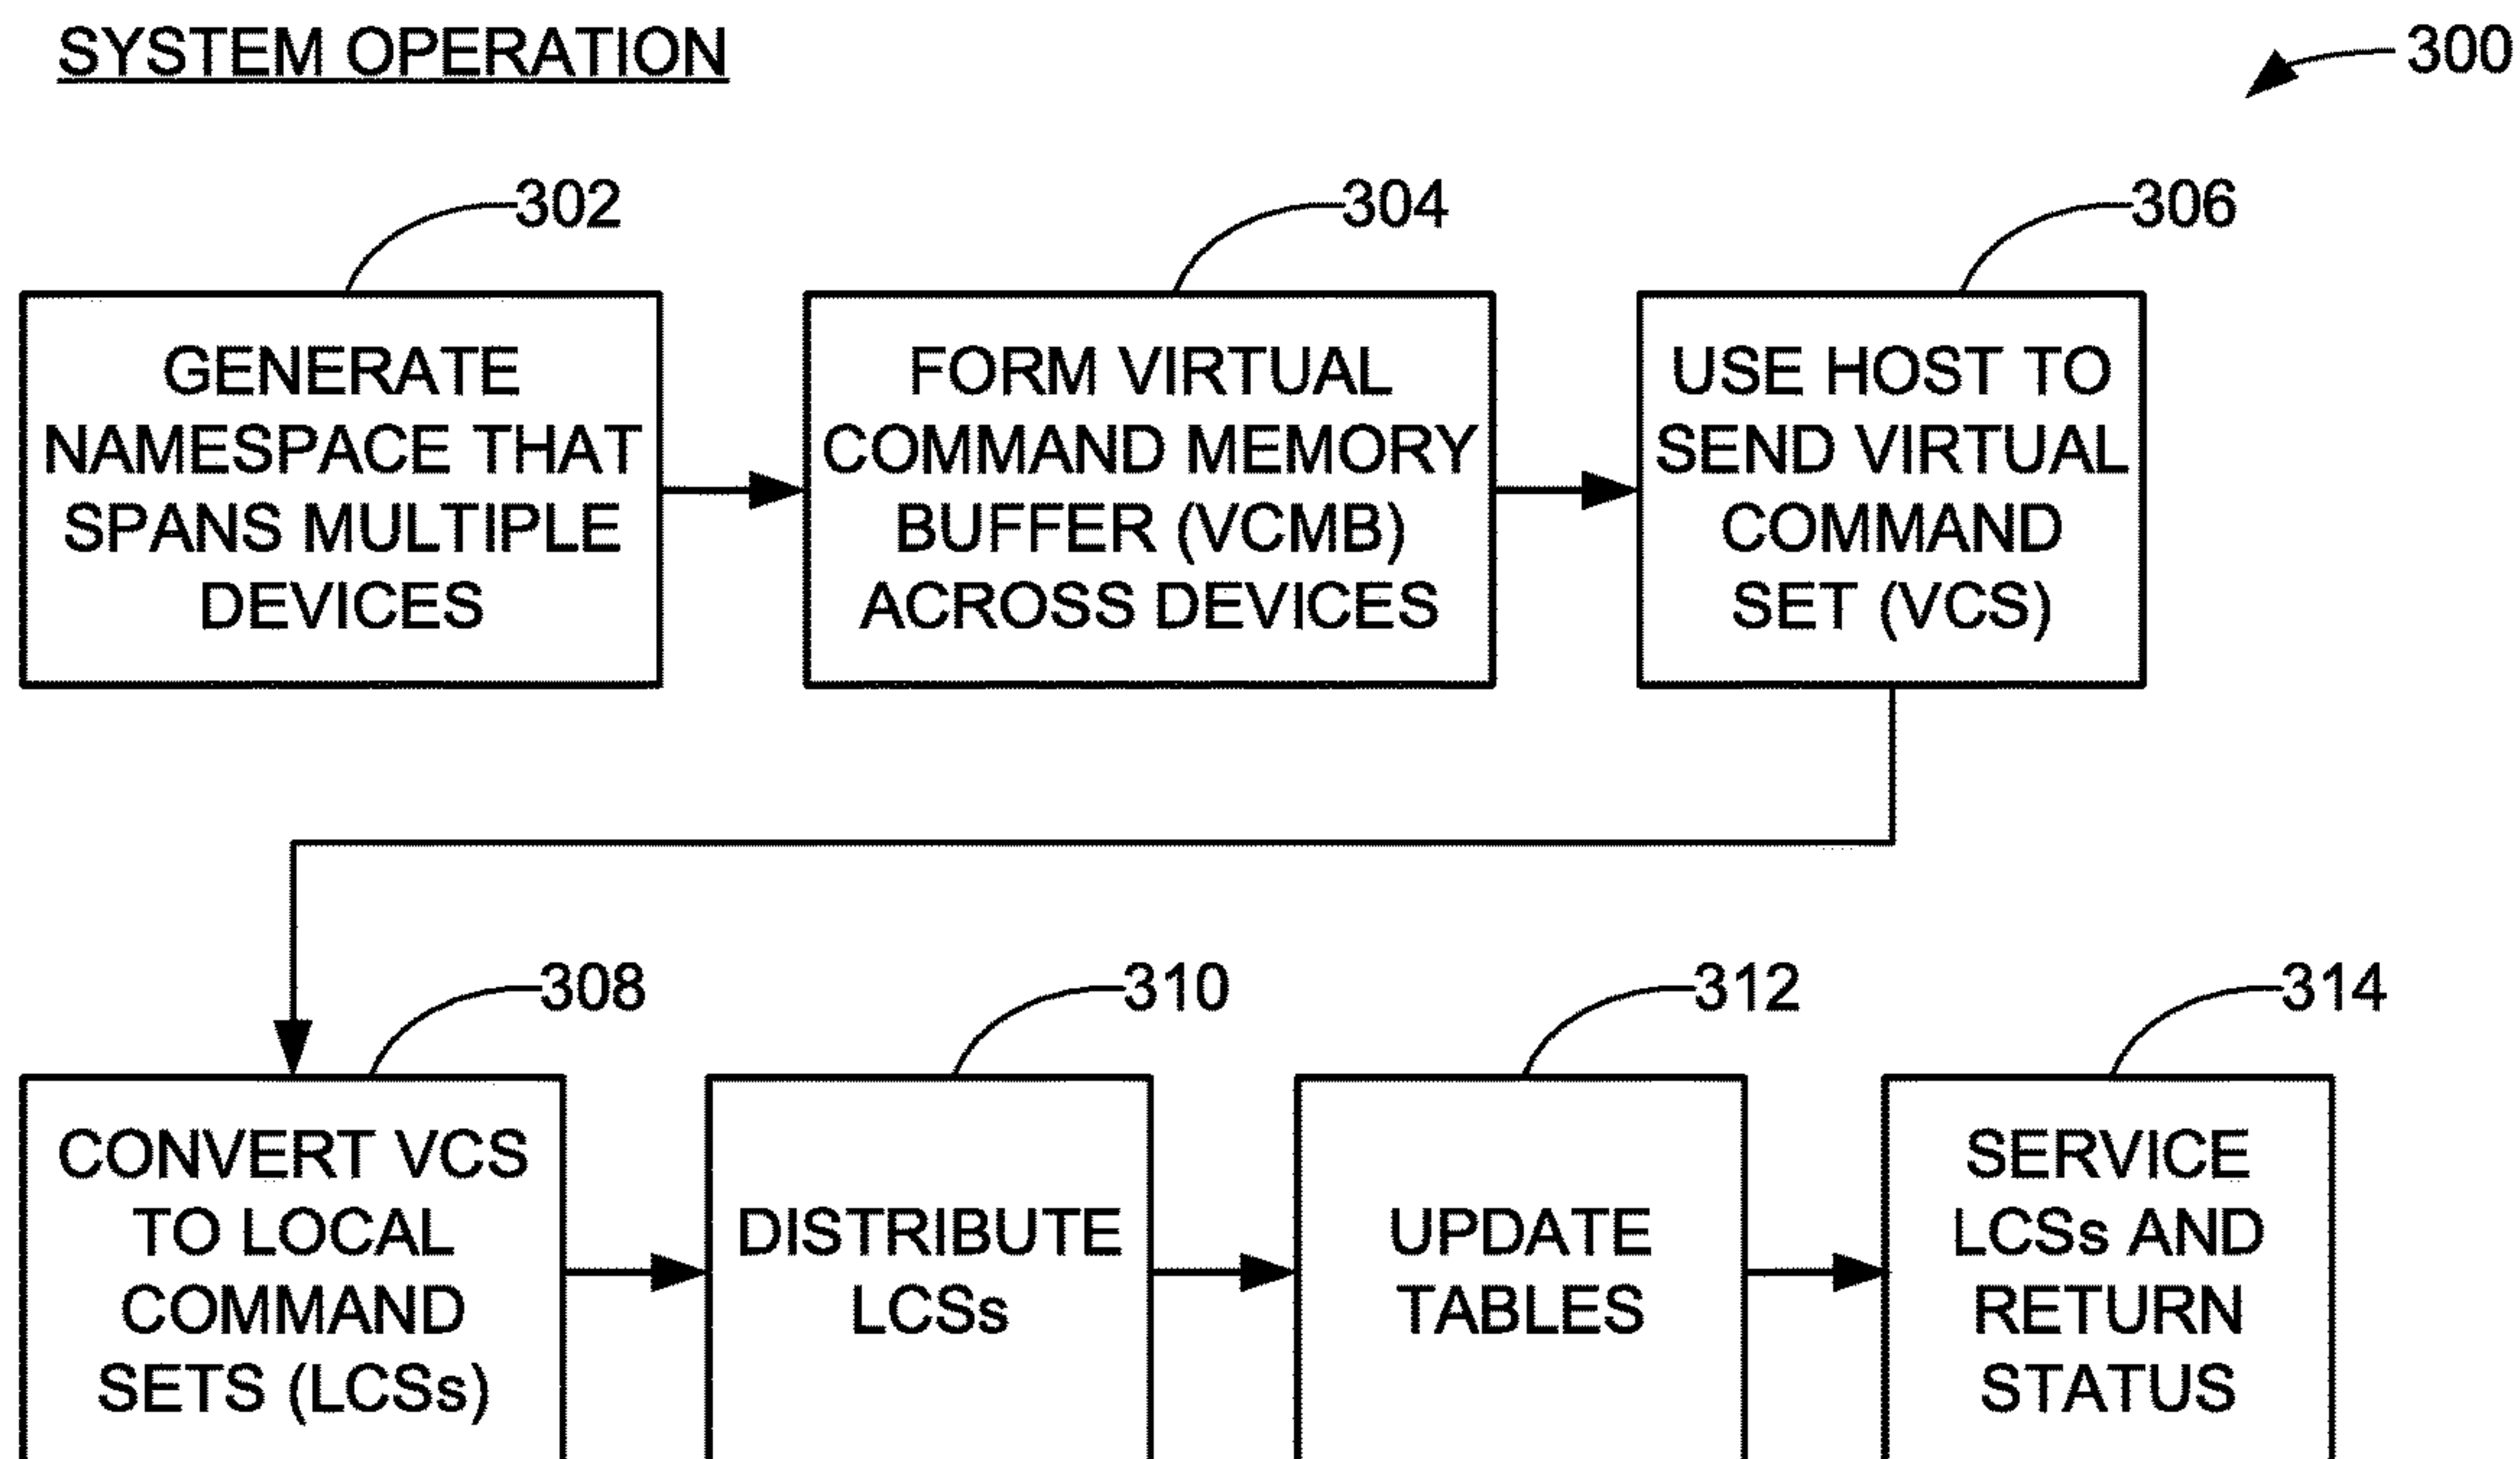 SYSTEM OPERATION
300
302
304
306
GENERATE
NAMESPACE THAT
SPANS MULTIPLE
DEVICES
FORM VIRTUAL
COMMAND MEMORY
BUFFER (VCMB)
ACROSS DEVICES
USE HOST TO
SEND VIRTUAL
COMMAND
SET (VCS)
308
310
312
314
CONVERT VCS
TO LOCAL
COMMAND
SETS (LCSs)
DISTRIBUTE
LCSs
UPDATE
TABLES
SERVICE
LCSs AND
RETURN
STATUS